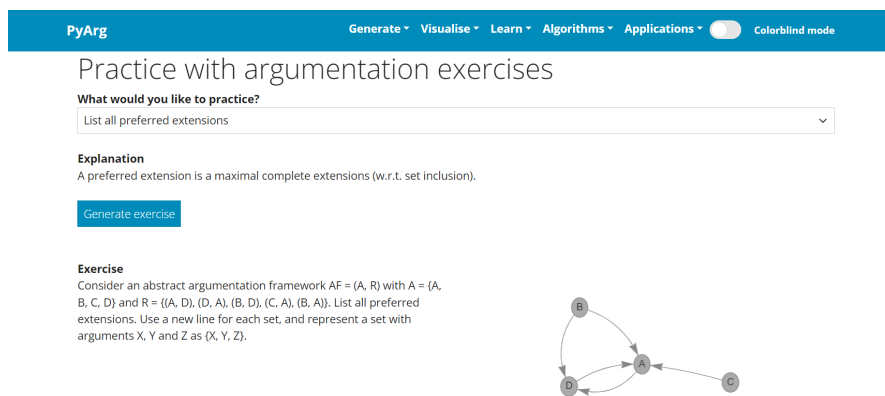 PyArg Generate Visualise Learn Algorithms Applications Colorblind mode
Practice with argumentation exercises
What would you like to practice?
List all preferred extensions
Explanation
A preferred extension is a maximal complete extensions (w.r.t. set inclusion).
Generate exercise
Exercise
Consider an abstract argumentation framework AF = (A, R) with A = {A,
B, C, D} and R = {(A, D), (D, A), (B, D), (C, A), (B, A)}. List all preferred
extensions. Use a new line for each set, and represent a set with
arguments X, Y and Z as {X, Y, Z}.
B
A
C
D